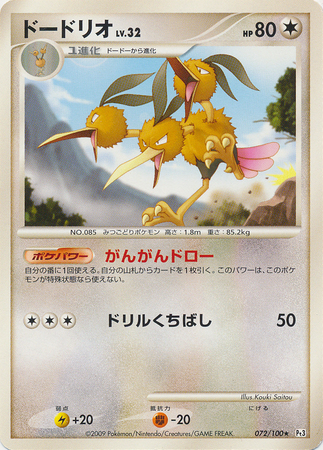 ドードリオ LV.32 HP 80
1進化 ドードーから進化
NO.085 みつごどりポケモン 高さ：1.8m 重さ：85.2kg
ポケパワー がんがんドロー
自分の番に1回使える。自分の山札からカードを1枚引く。このパワーは、このポケ
モンが特殊状態なら使えない。
ドリルくちばし 50
Illus.Kouki Saitou
弱点 抵抗力 にげる
+20 -20 072/100★ Pt3
©2009 Pokémon/Nintendo/Creatures/GAME FREAK.